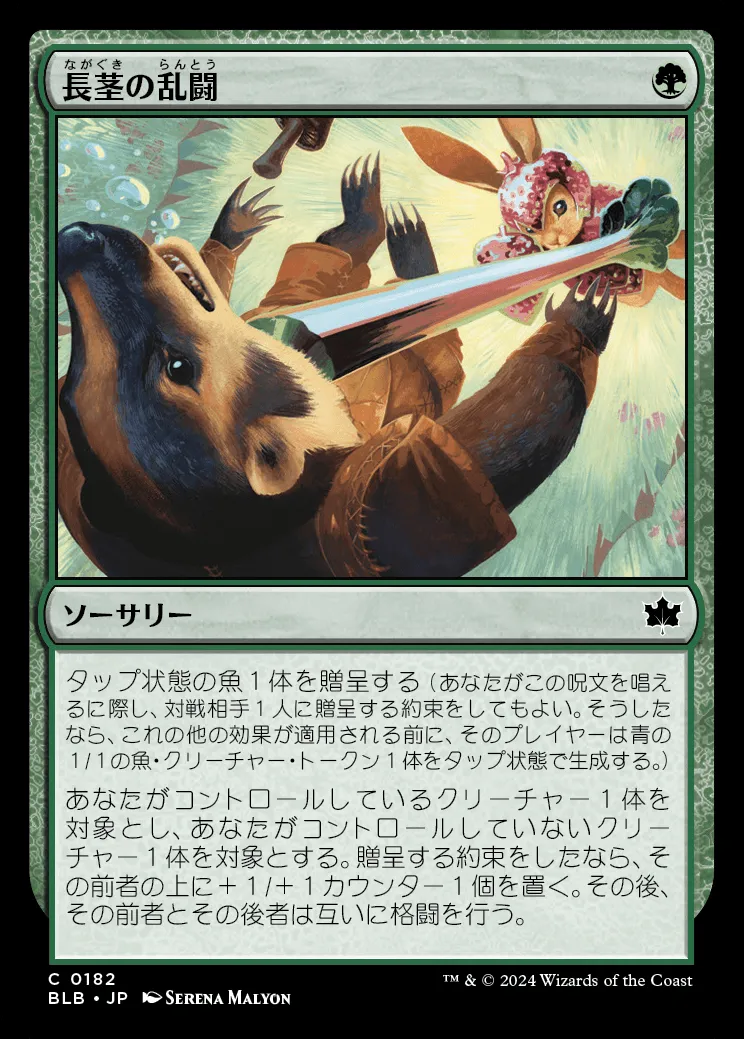 ながぐき らんとう
長茎の乱闘
ソーサリー
タップ状態の魚１体を贈呈する（あなたがこの呪文を唱え
るに際し、対戦相手１人に贈呈する約束をしてもよい。そうした
なら、これの他の効果が適用される前に、そのプレイヤーは青の
１/１の魚・クリーチャー・トークン１体をタップ状態で生成する。）
あなたがコントロールしているクリーチャー１体を
対象とし、あなたがコントロールしていないクリー
チャー１体を対象とする。贈呈する約束をしたなら、そ
の前者の上に＋１/＋１カウンター１個を置く。その後、
その前者とその後者は互いに格闘を行う。
C 0182
BLB • JP SERENA MALYON
™ & © 2024 Wizards of the Coast